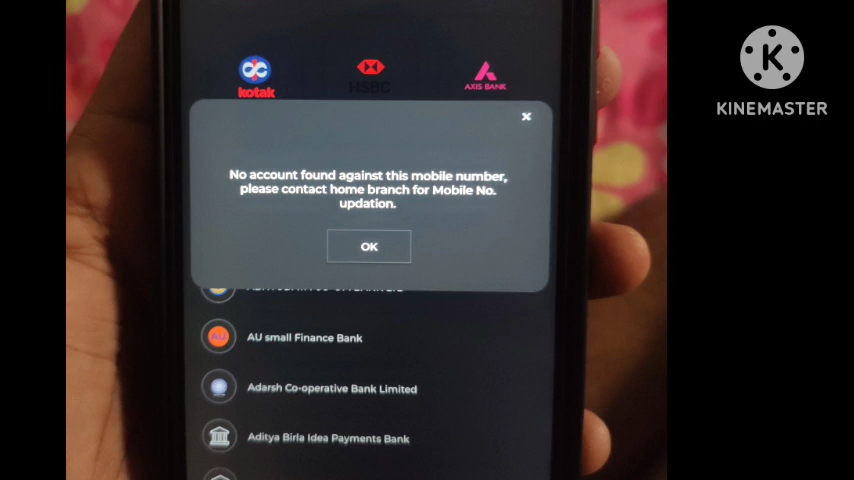 kotak
HSBC
AXIS BANK
KINEMASTER
No account found against this mobile number,
please contact home branch for Mobile No.
updation.
OK
AU
AU small Finance Bank
Adarsh Co-operative Bank Limited
Aditya Birla Idea Payments Bank